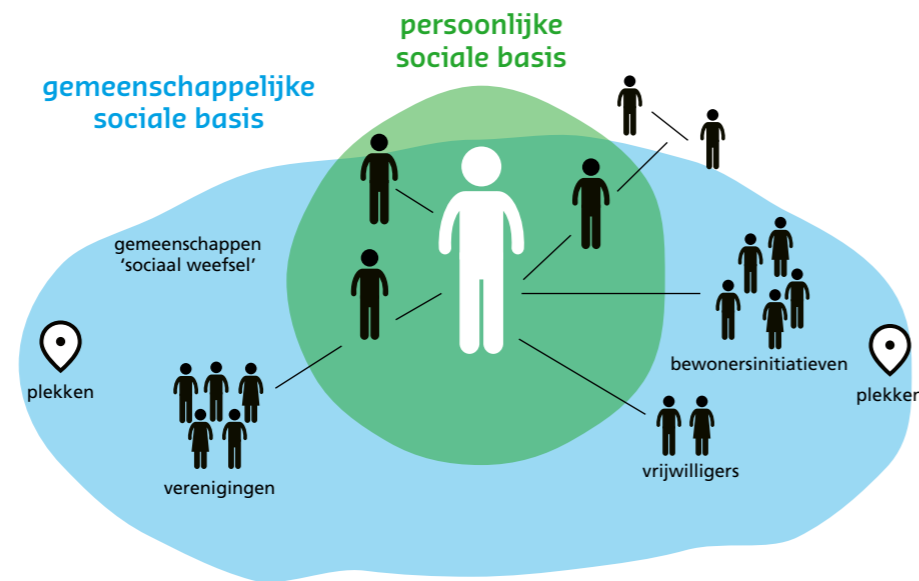 persoonlijke
sociale basis
gemeenschappelijke
sociale basis
gemeenschappen
‘sociaal weefsel’
plekken
bewonersinitiatieven
plekken
verenigingen
vrijwilligers